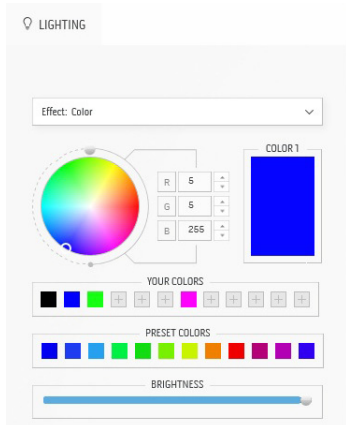 LIGHTING
Effect: Color
COLOR 1
R 5
G 5
B 255
YOUR COLORS
PRESET COLORS
BRIGHTNESS